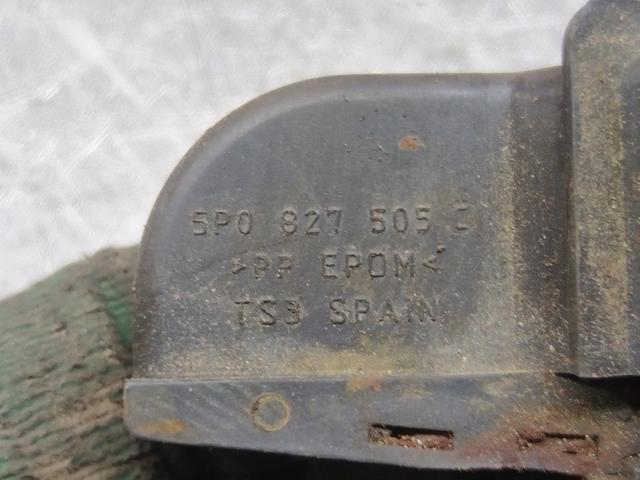 5P0 827 505 C
>PP EPDM<
TS3 SPAIN